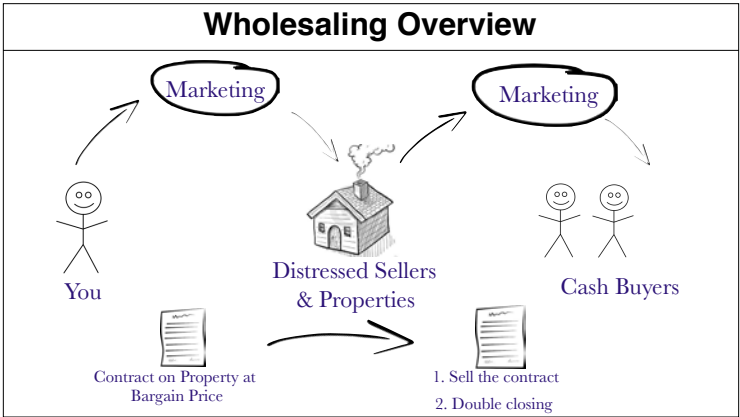 Wholesaling Overview
Marketing
Marketing
You
Distressed Sellers
& Properties
Cash Buyers
Contract on Property at
Bargain Price
1. Sell the contract
2. Double closing